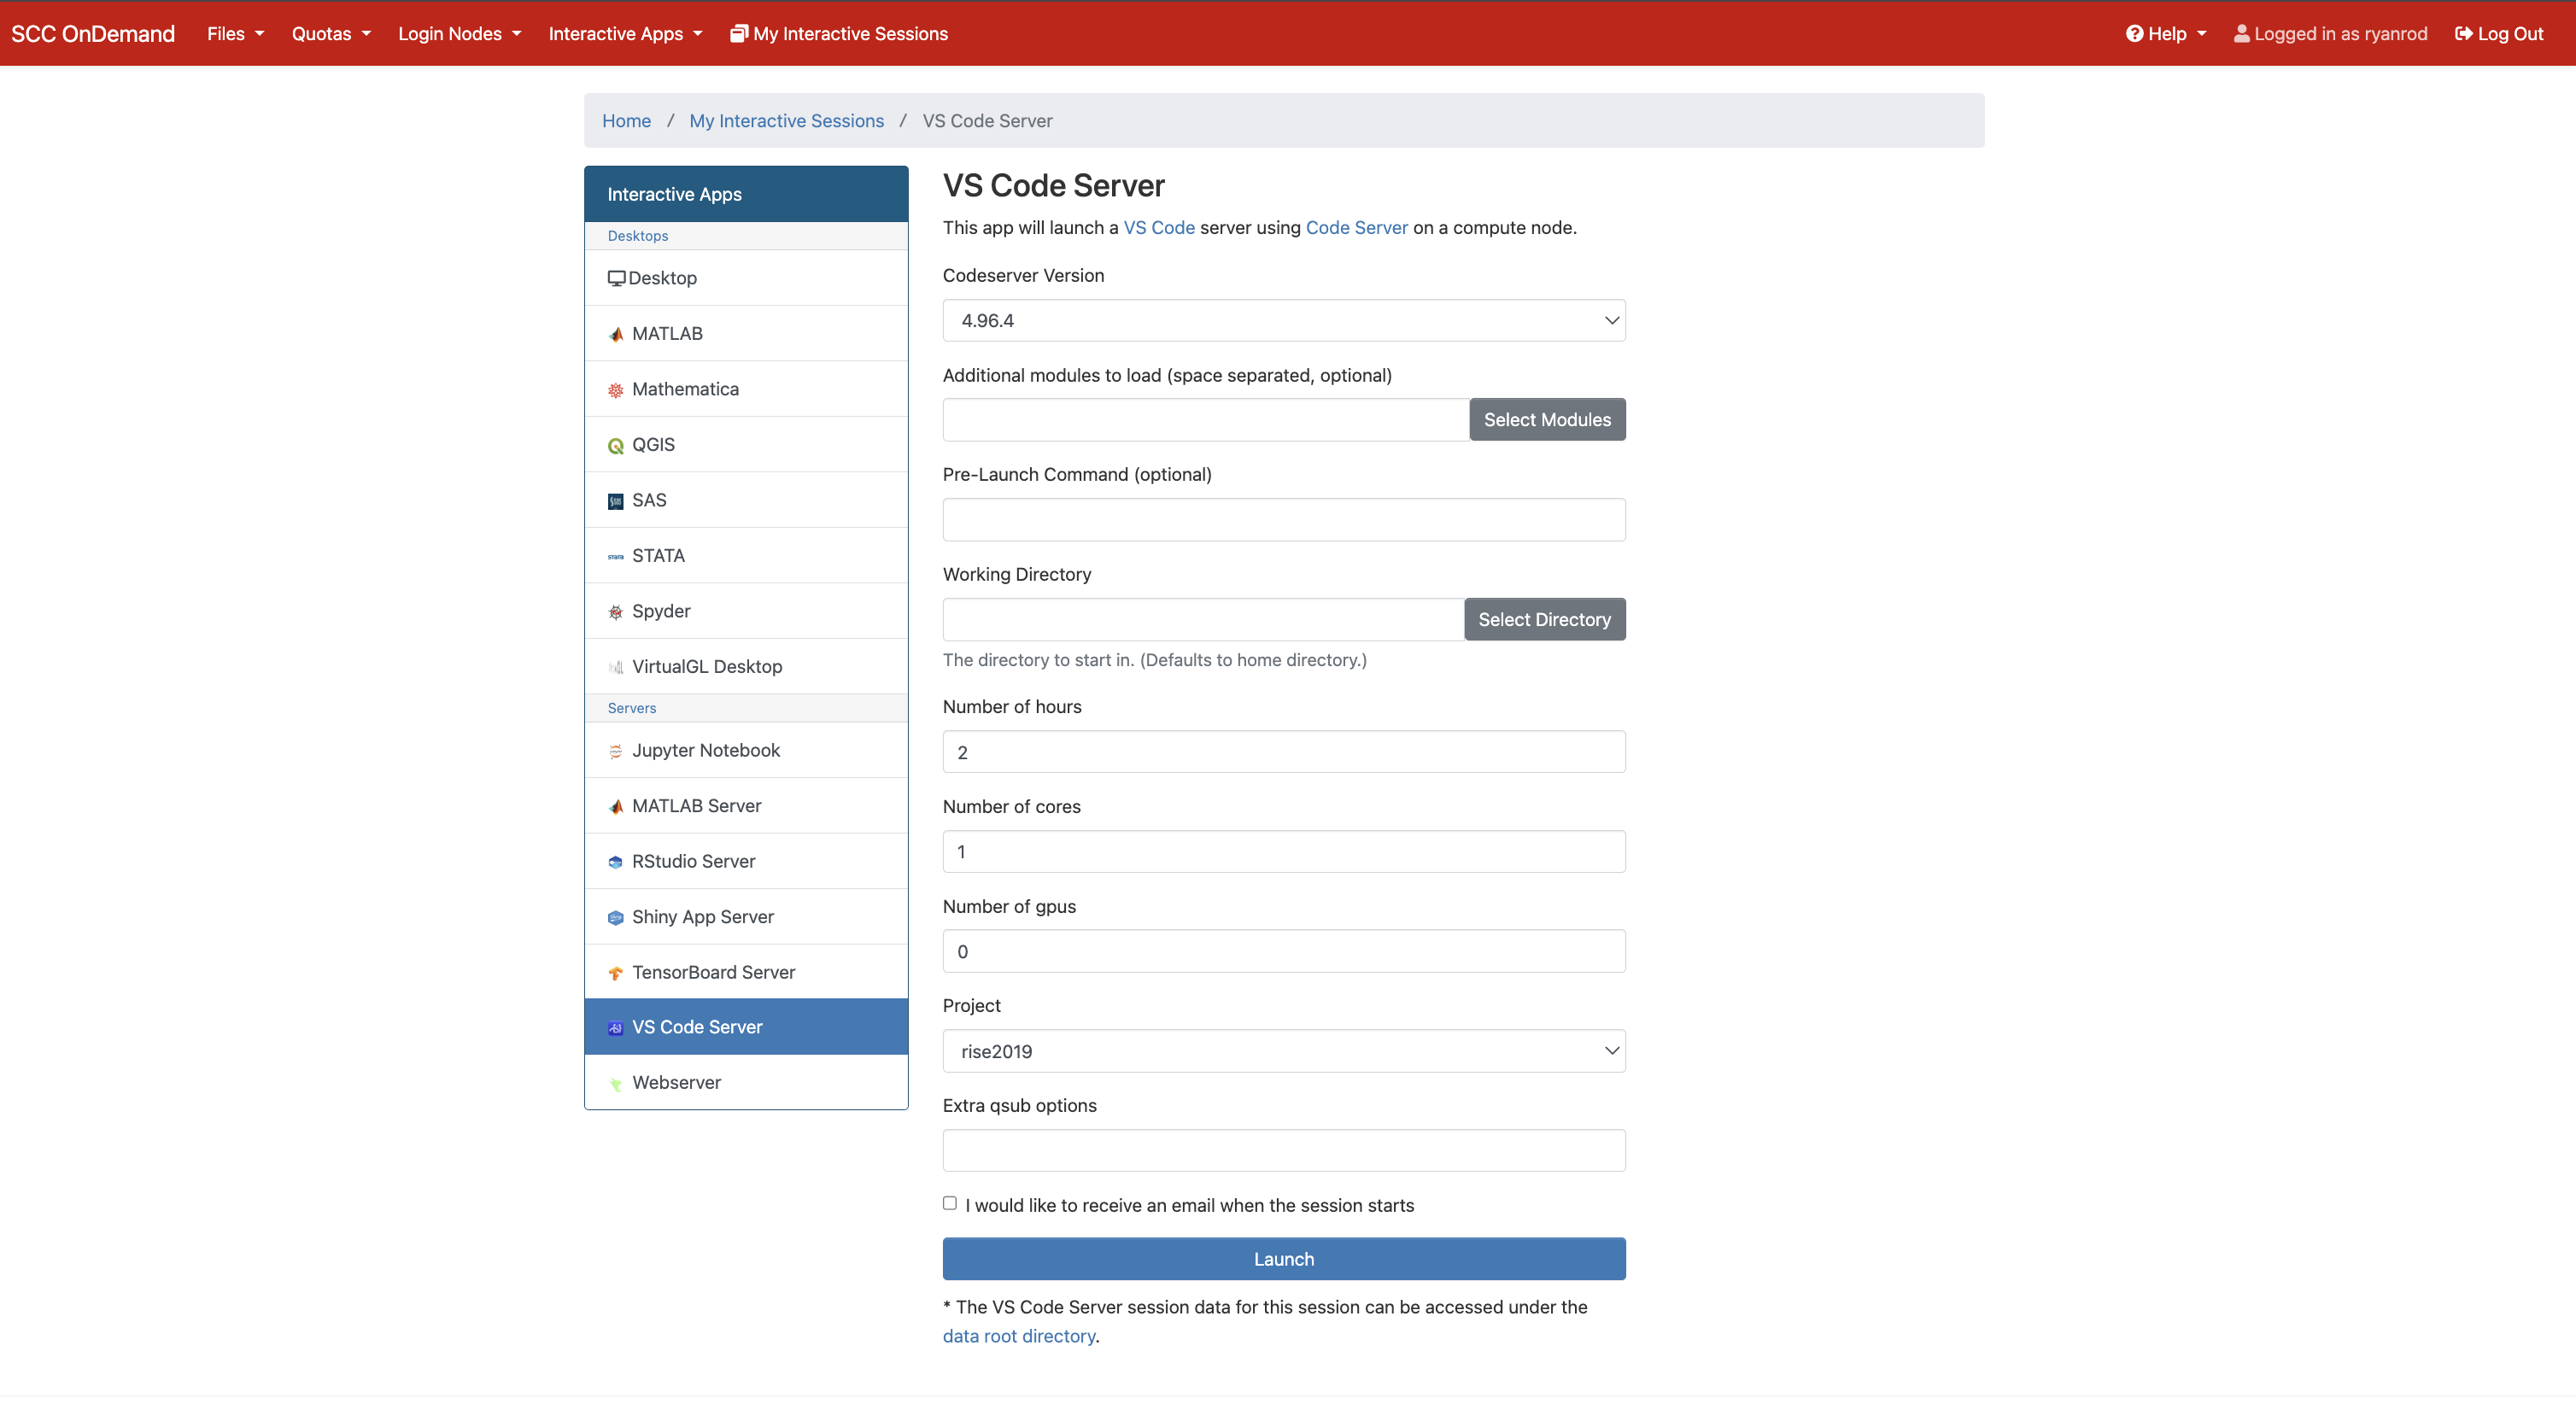 SCC OnDemand Files Quotas Login Nodes Interactive Apps My Interactive Sessions Help Logged in as ryanrod Log Out
Home / My Interactive Sessions / VS Code Server
Interactive Apps
Desktops
Desktop
MATLAB
Mathematica
QGIS
SAS
STATA
Spyder
VirtualGL Desktop
Servers
Jupyter Notebook
MATLAB Server
RStudio Server
Shiny App Server
TensorBoard Server
VS Code Server
Webserver
VS Code Server
This app will launch a VS Code server using Code Server on a compute node.
Codeserver Version
4.96.4
Additional modules to load (space separated, optional)
Select Modules
Pre-Launch Command (optional)
Working Directory
Select Directory
The directory to start in. (Defaults to home directory.)
Number of hours
2
Number of cores
1
Number of gpus
0
Project
rise2019
Extra qsub options
I would like to receive an email when the session starts
Launch
* The VS Code Server session data for this session can be accessed under the
data root directory.